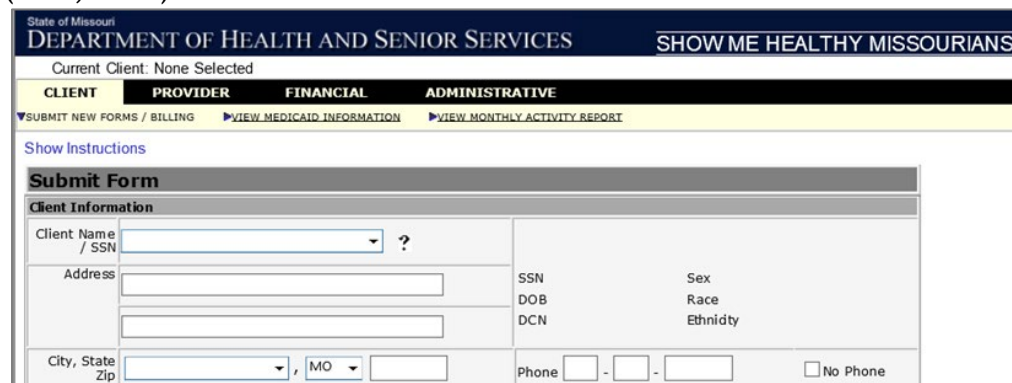 State of Missouri
DEPARTMENT OF HEALTH AND SENIOR SERVICES SHOW ME HEALTHY MISSOURIANS
Current Client: None Selected
CLIENT PROVIDER FINANCIAL ADMINISTRATIVE
▼SUBMIT NEW FORMS / BILLING ▶VIEW MEDICAID INFORMATION ▶VIEW MONTHLY ACTIVITY REPORT
Show Instructions
Submit Form
Client Information
Client Name / SSN ?
Address
SSN Sex
DOB Race
DCN Ethnicity
City, State Zip , MO Phone - - No Phone